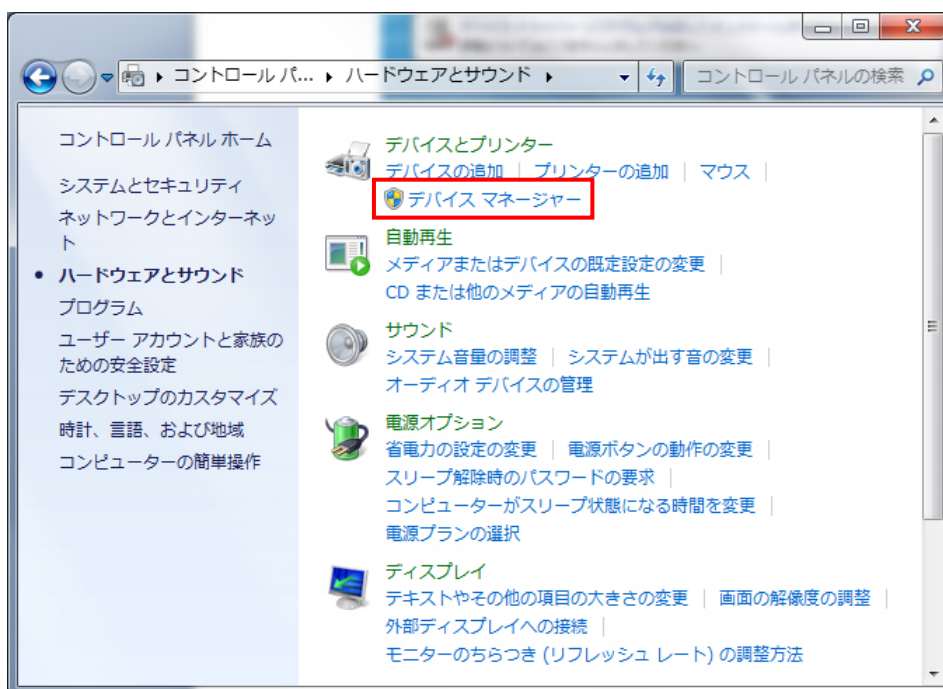 コントロール パ... ▸ ハードウェアとサウンド ▸
コントロール パネルの検索
コントロール パネル ホーム
システムとセキュリティ
ネットワークとインターネッ
ト
• ハードウェアとサウンド
プログラム
ユーザー アカウントと家族の
ための安全設定
デスクトップのカスタマイズ
時計、言語、および地域
コンピューターの簡単操作
デバイスとプリンター
デバイスの追加 | プリンターの追加 | マウス |
デバイス マネージャー
自動再生
メディアまたはデバイスの既定設定の変更 |
CD または他のメディアの自動再生
サウンド
システム音量の調整 | システムが出す音の変更 |
オーディオ デバイスの管理
電源オプション
省電力の設定の変更 | 電源ボタンの動作の変更 |
スリープ解除時のパスワードの要求 |
コンピューターがスリープ状態になる時間を変更 |
電源プランの選択
ディスプレイ
テキストやその他の項目の大きさの変更 | 画面の解像度の調整 |
外部ディスプレイへの接続 |
モニターのちらつき (リフレッシュ レート) の調整方法